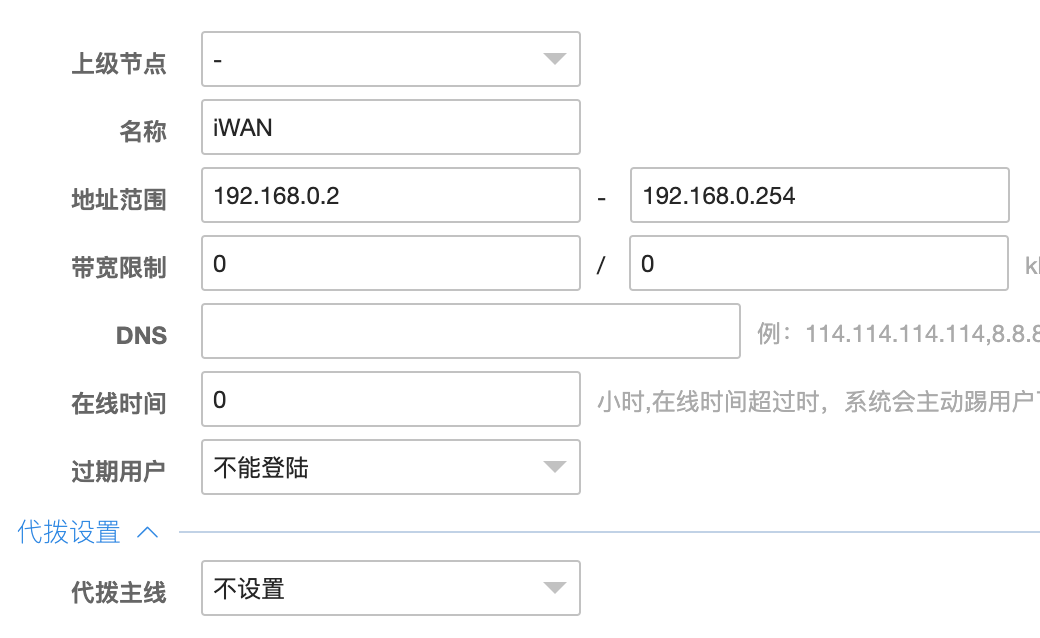 上级节点 -
名称 iWAN
地址范围 192.168.0.2 - 192.168.0.254
带宽限制 0 / 0
DNS 例：114.114.114.114,8.8.8
在线时间 0 小时,在线时间超过时，系统会主动踢用户
过期用户 不能登陆
代拨设置
代拨主线 不设置